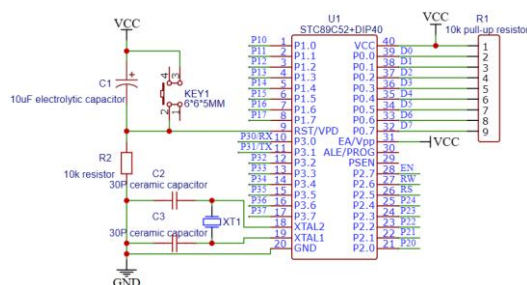 VCC
C1
10uF electrolytic capacitor
KEY1
6*6*5MM
4
3
2
1
R2
10k resistor
C2
30P ceramic capacitor
C3
30P ceramic capacitor
XT1
GND
U1
STC89C52+DIP40
P10 1 P1.0 VCC 40
P11 2 P1.1 P0.0 39 D0
P12 3 P1.2 P0.1 38 D1
P13 4 P1.3 P0.2 37 D2
P14 5 P1.4 P0.3 36 D3
P15 6 P1.5 P0.4 35 D4
P16 7 P1.6 P0.5 34 D5
P17 8 P1.7 P0.6 33 D6
9 RST/VPD P0.7 32 D7
P30/RX 10 P3.0 EA/Vpp 31 VCC
P31/TX 11 P3.1 ALE/PROG 30
P32 12 P3.2 PSEN 29
P33 13 P3.3 P2.7 28 EN
P34 14 P3.4 P2.6 27 RW
P35 15 P3.5 P2.5 26 RS
P36 16 P3.6 P2.4 25 P24
P37 17 P3.7 P2.3 24 P23
18 XTAL2 P2.2 23 P22
19 XTAL1 P2.1 22 P21
20 GND P2.0 21 P20
VCC
R1
10k pull-up resistor
1
2
3
4
5
6
7
8
9